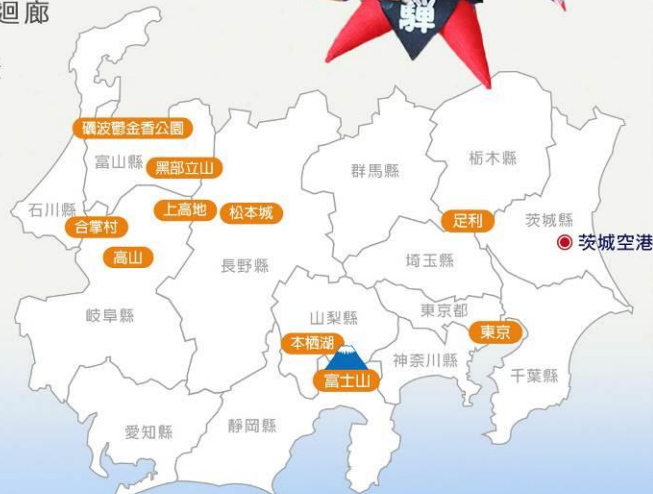 迴廊
驒
礪波鬱金香公園
富山縣
黑部立山
群馬縣
栃木縣
石川縣
合掌村
上高地
松本城
足利
茨城縣
茨城空港
高山
長野縣
埼玉縣
岐阜縣
山梨縣
東京都
本栖湖
東京
神奈川縣
千葉縣
富士山
愛知縣
靜岡縣